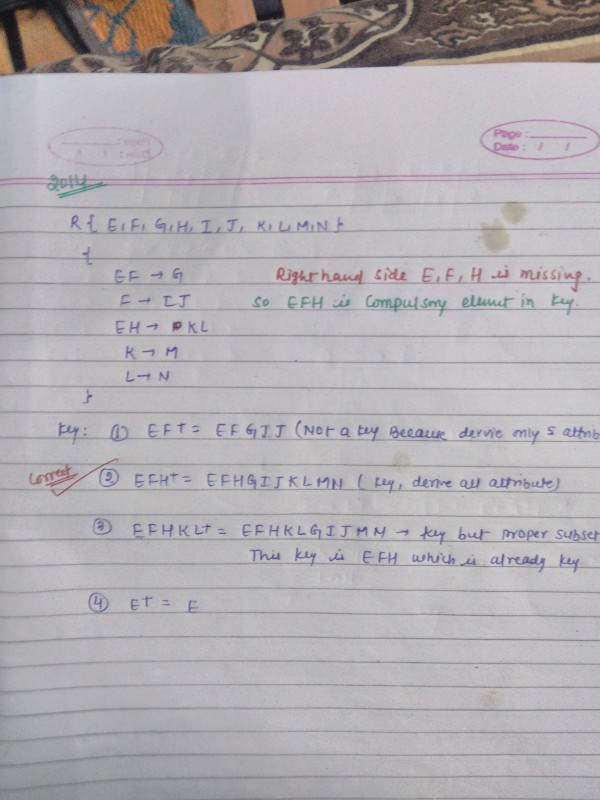 Page :
Date : / /
2014
R { E, F, G, H, I, J, K, L, M, N }
{
EF → G Right hand side E, F, H is missing.
F → IJ So EFH is Compulsory element in key.
EH → KL
K → M
L → N
}
key: ① EF+ = EFGIJ (Not a key Because dervie only 5 attrib
Correct ② EFH+ = EFHGIJKLMN ( key, derive all attribute)
③ EFHKL+ = EFHKLGIJMN → key but proper subset
This key is EFH which is already key
④ E+ = E